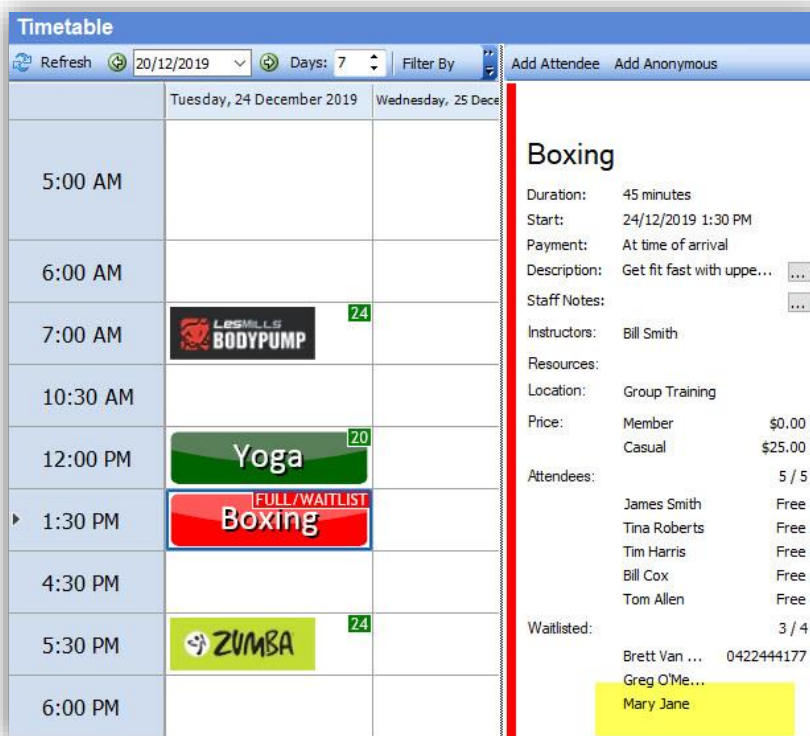 Timetable
Refresh 20/12/2019 Days: 7 Filter By
Add Attendee Add Anonymous
Tuesday, 24 December 2019 Wednesday, 25 Dece
5:00 AM
6:00 AM
7:00 AM
LESMILLS
BODYPUMP
24
10:30 AM
12:00 PM
Yoga
20
1:30 PM
FULL/WAITLIST
Boxing
4:30 PM
5:30 PM
ZUMBA
24
6:00 PM
Boxing
Duration: 45 minutes
Start: 24/12/2019 1:30 PM
Payment: At time of arrival
Description: Get fit fast with uppe... ...
Staff Notes: ...
Instructors: Bill Smith
Resources:
Location: Group Training
Price: Member $0.00
Casual $25.00
Attendees: 5 / 5
James Smith Free
Tina Roberts Free
Tim Harris Free
Bill Cox Free
Tom Allen Free
Waitlisted: 3 / 4
Brett Van ... 0422444177
Greg O'Me...
Mary Jane